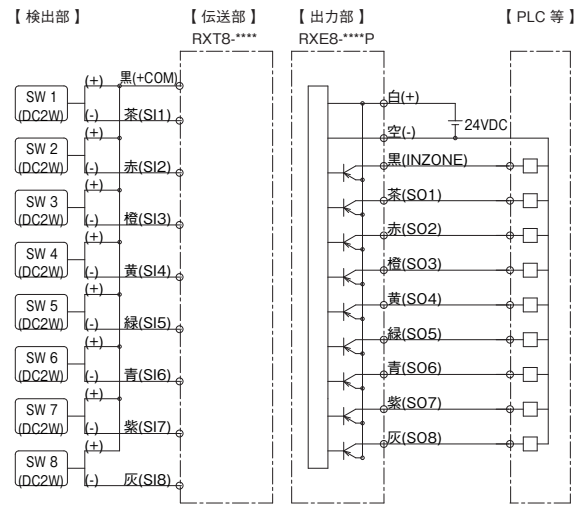 【 検出部 】 【 伝送部 】 【 出力部 】 【 PLC 等 】
RXT8-**** RXE8-****P
(+) 黒(+COM) 白(+)
SW 1
(DC2W) (-) 茶(SI1) 24VDC
(+) 空(-)
SW 2 黒(INZONE)
(DC2W) (-) 赤(SI2)
(+) 茶(SO1)
SW 3
(DC2W) (-) 橙(SI3) 赤(SO2)
(+)
SW 4 橙(SO3)
(DC2W) (-) 黄(SI4)
(+) 黄(SO4)
SW 5
(DC2W) (-) 緑(SI5) 緑(SO5)
(+)
SW 6 青(SO6)
(DC2W) (-) 青(SI6)
(+) 紫(SO7)
SW 7
(DC2W) (-) 紫(SI7)
(+) 灰(SO8)
SW 8
(DC2W) (-) 灰(SI8)